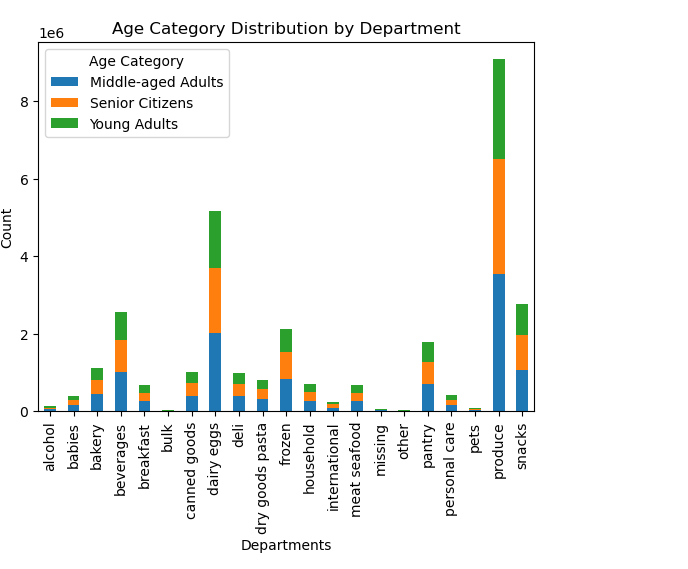 Age Category Distribution by Department
1e6
Age Category
Middle-aged Adults
Senior Citizens
Young Adults
8
6
4
2
0
Count
alcohol
babies
bakery
beverages
breakfast
bulk
canned goods
dairy eggs
deli
dry goods pasta
frozen
household
international
meat seafood
missing
other
pantry
personal care
pets
produce
snacks
Departments